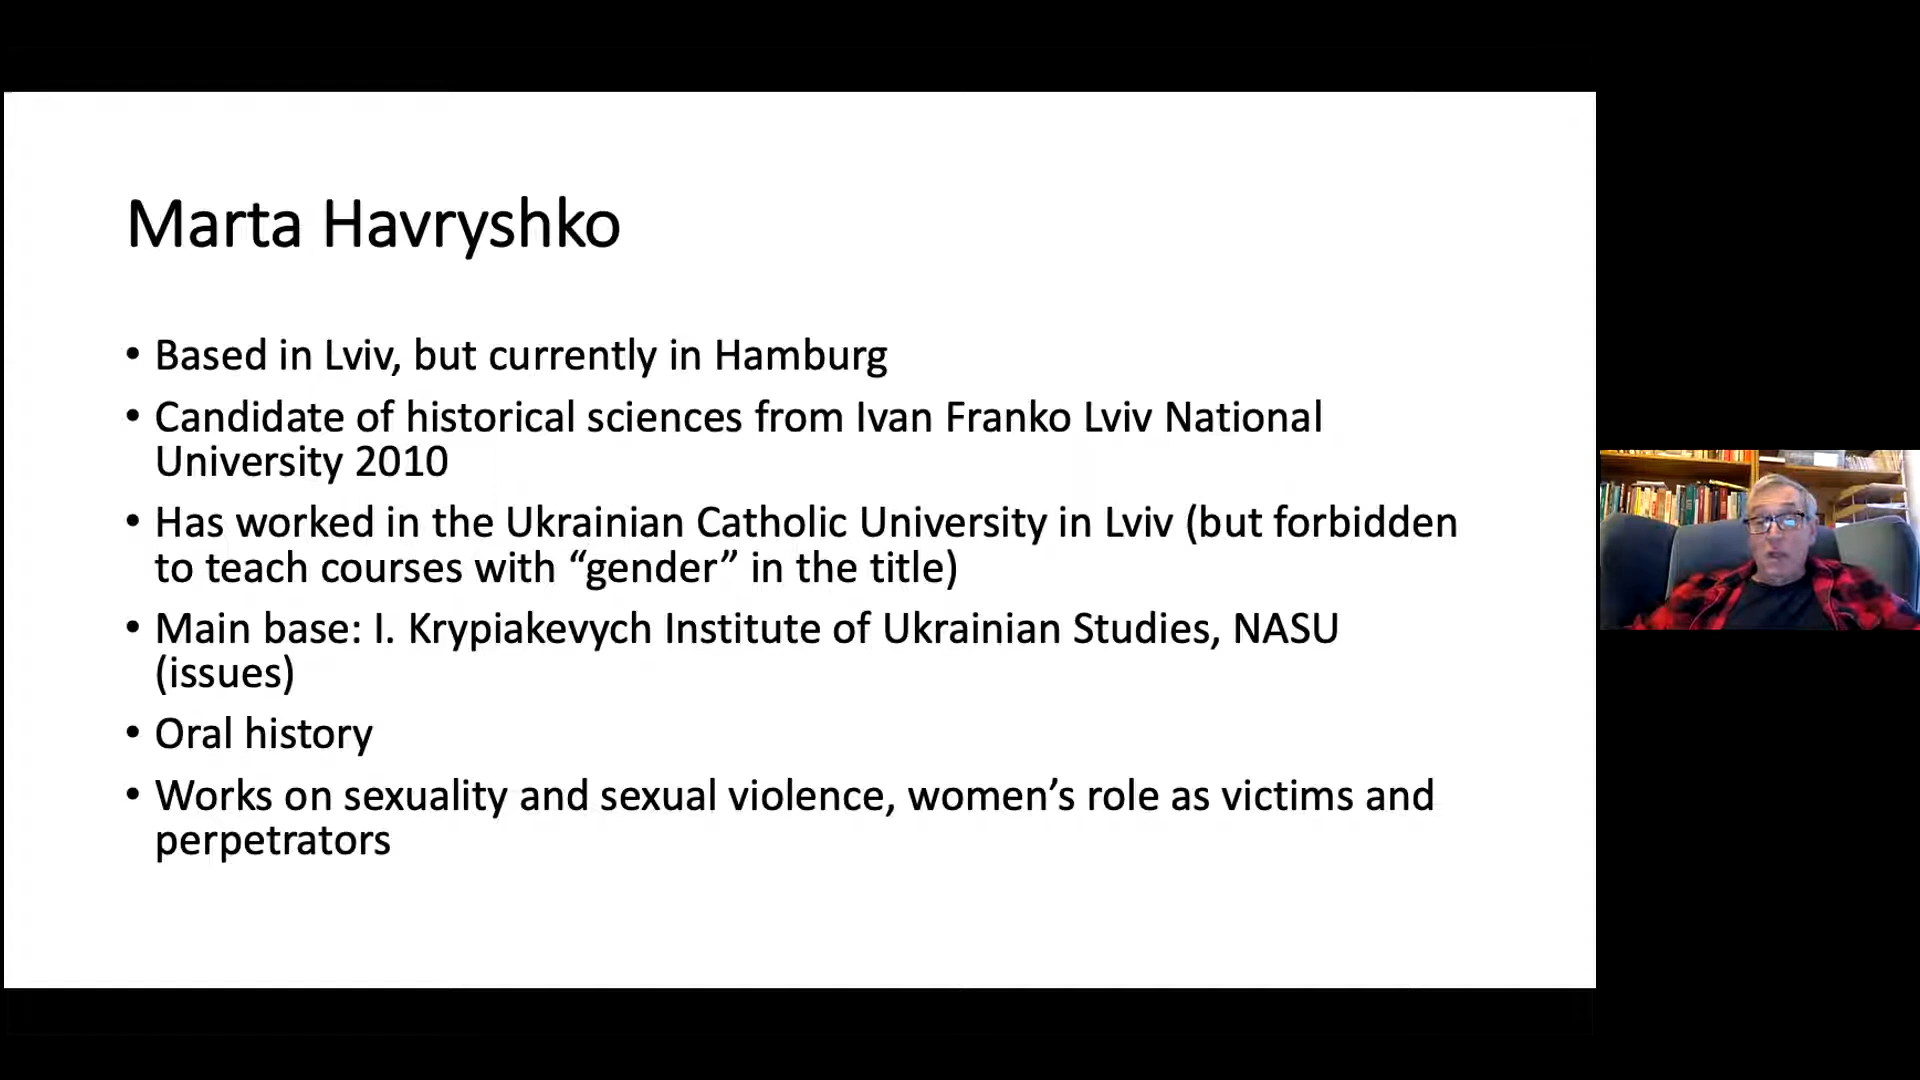 Marta Havryshko
• Based in Lviv, but currently in Hamburg
• Candidate of historical sciences from Ivan Franko Lviv National
University 2010
• Has worked in the Ukrainian Catholic University in Lviv (but forbidden
to teach courses with “gender” in the title)
• Main base: I. Krypiakevych Institute of Ukrainian Studies, NASU
(issues)
• Oral history
• Works on sexuality and sexual violence, women’s role as victims and
perpetrators